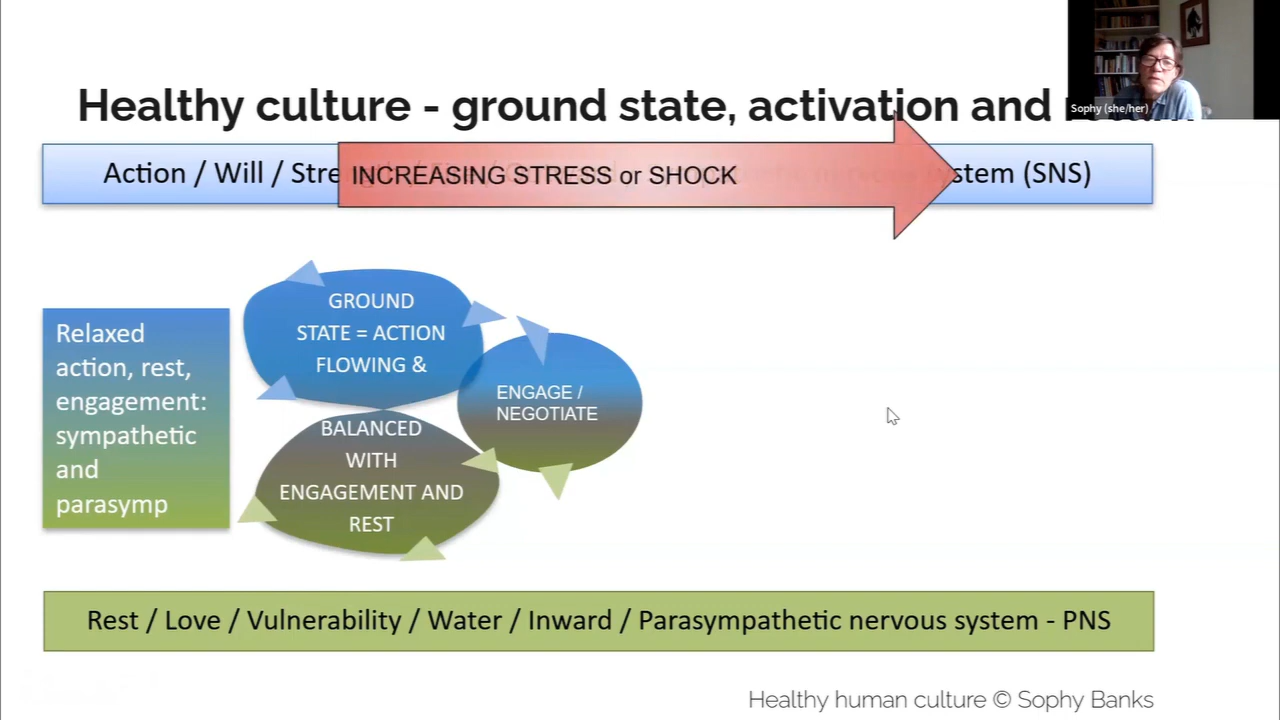 Healthy culture - ground state, activation and
Sophy (she/her)
Action / Will / Stre
INCREASING STRESS or SHOCK
system (SNS)
Relaxed
action, rest,
engagement:
sympathetic
and
parasymp
GROUND
STATE = ACTION
FLOWING &
BALANCED
WITH
ENGAGEMENT AND
REST
ENGAGE /
NEGOTIATE
Rest / Love / Vulnerability / Water / Inward / Parasympathetic nervous system - PNS
Healthy human culture © Sophy Banks